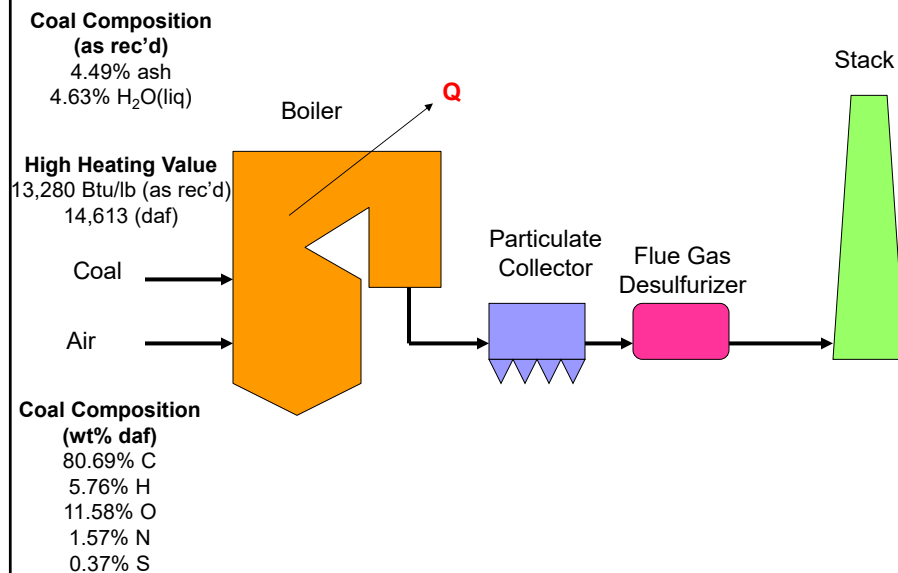 Coal Composition
(as rec'd)
4.49% ash
4.63% H₂O(liq)
High Heating Value
13,280 Btu/lb (as rec'd)
14,613 (daf)
Coal
Air
Coal Composition
(wt% daf)
80.69% C
5.76% H
11.58% O
1.57% N
0.37% S
Boiler
Q
Particulate
Collector
Flue Gas
Desulfurizer
Stack